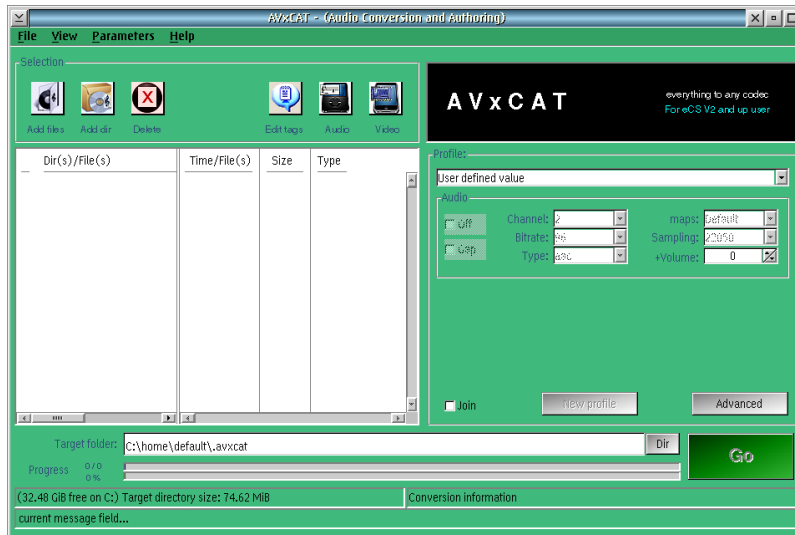 AVxCAT - (Audio Conversion and Authoring)
File View Parameters Help
Selection
Add files Add dir Delete Edit tags Audio Video
AVxCAT
everything to any codec
For eCS V2 and up user
Dir(s)/File(s) Time/File(s) Size Type
Profile:
User defined value
Audio
Off Channel: 2 maps: Default
Bitrate: 96 Sampling: 22050
Gap Type: aac +Volume: 0
Join New profile Advanced
Target folder: C:\home\default\.avxcat Dir
Go
Progress 0/0
0 %
(32.48 GiB free on C:) Target directory size: 74.62 MiB Conversion information
current message field...